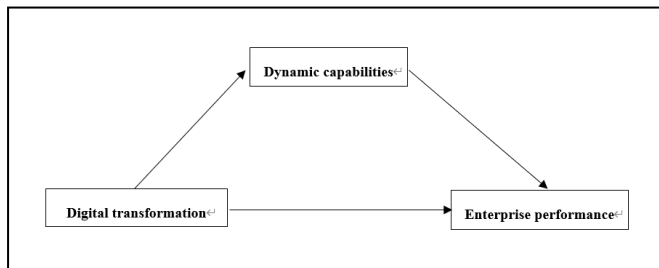 Dynamic capabilities↵
Digital transformation↵
Enterprise performance↵